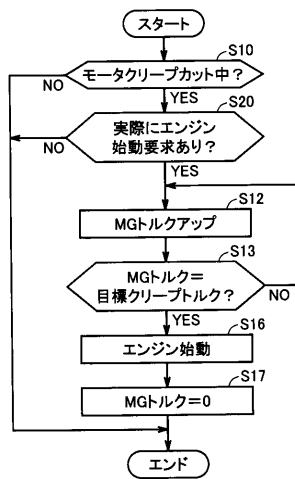 スタート
S10
モータクリープカット中?
NO
YES
S20
実際にエンジン
始動要求あり?
NO
YES
S12
MGトルクアップ
S13
MGトルク=
目標クリープトルク?
NO
YES
S16
エンジン始動
S17
MGトルク=0
エンド